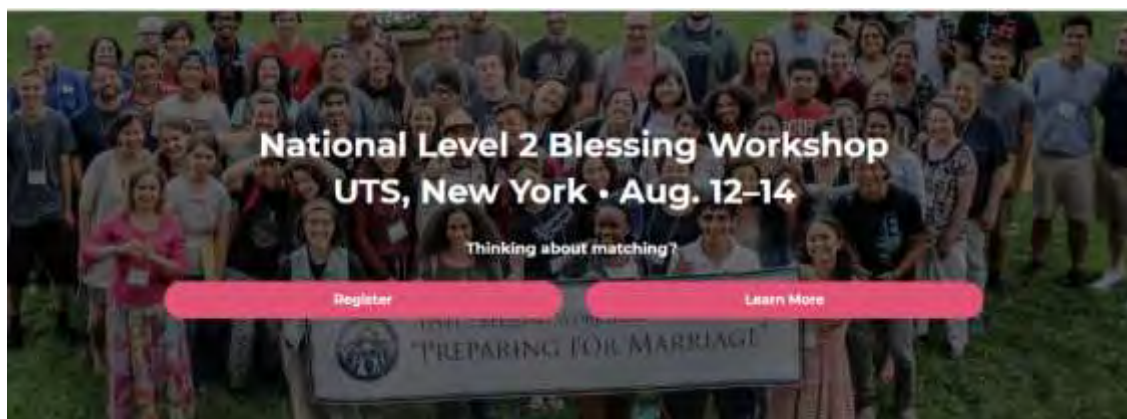 National Level 2 Blessing Workshop
UTS, New York • Aug. 12–14
Thinking about matching?
Register
Learn More
"PREPARING FOR MARRIAGE"